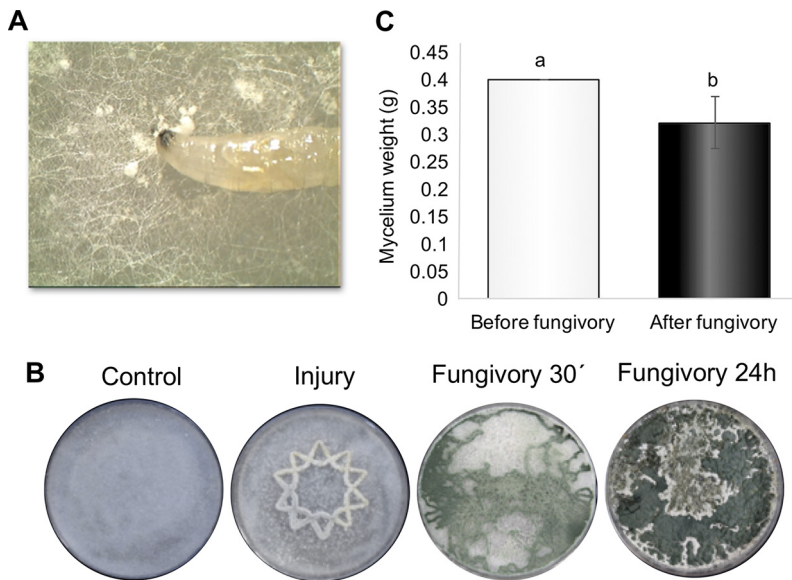 A
C
Mycelium weight (g)
0.45
0.4
0.35
0.3
0.25
0.2
0.15
0.1
0.05
0
a
b
Before fungivory
After fungivory
B
Control
Injury
Fungivory 30´
Fungivory 24h